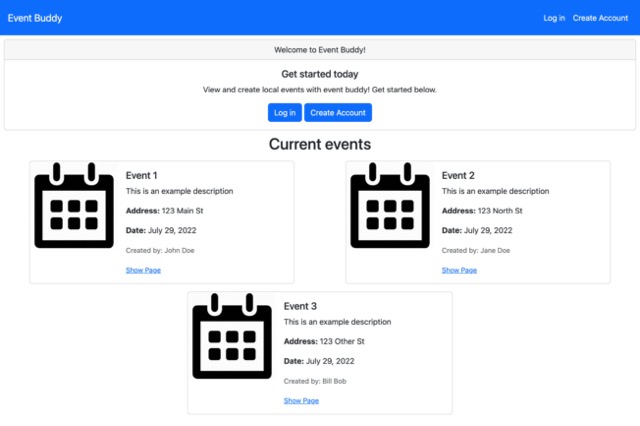 Event Buddy
Log in Create Account
Welcome to Event Buddy!
Get started today
View and create local events with event buddy! Get started below.
Log in Create Account
Current events
Event 1
This is an example description
Address: 123 Main St
Date: July 29, 2022
Created by: John Doe
Show Page
Event 2
This is an example description
Address: 123 North St
Date: July 29, 2022
Created by: Jane Doe
Show Page
Event 3
This is an example description
Address: 123 Other St
Date: July 29, 2022
Created by: Bill Bob
Show Page